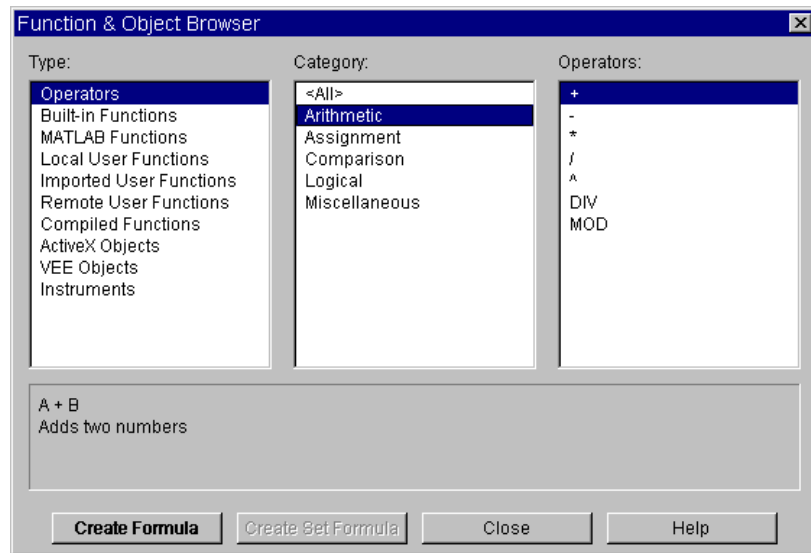 Function & Object Browser
Type:
Operators
Built-in Functions
MATLAB Functions
Local User Functions
Imported User Functions
Remote User Functions
Compiled Functions
ActiveX Objects
VEE Objects
Instruments
Category:
<All>
Arithmetic
Assignment
Comparison
Logical
Miscellaneous
Operators:
+
-
*
/
^
DIV
MOD
A + B
Adds two numbers
Create Formula
Create Set Formula
Close
Help